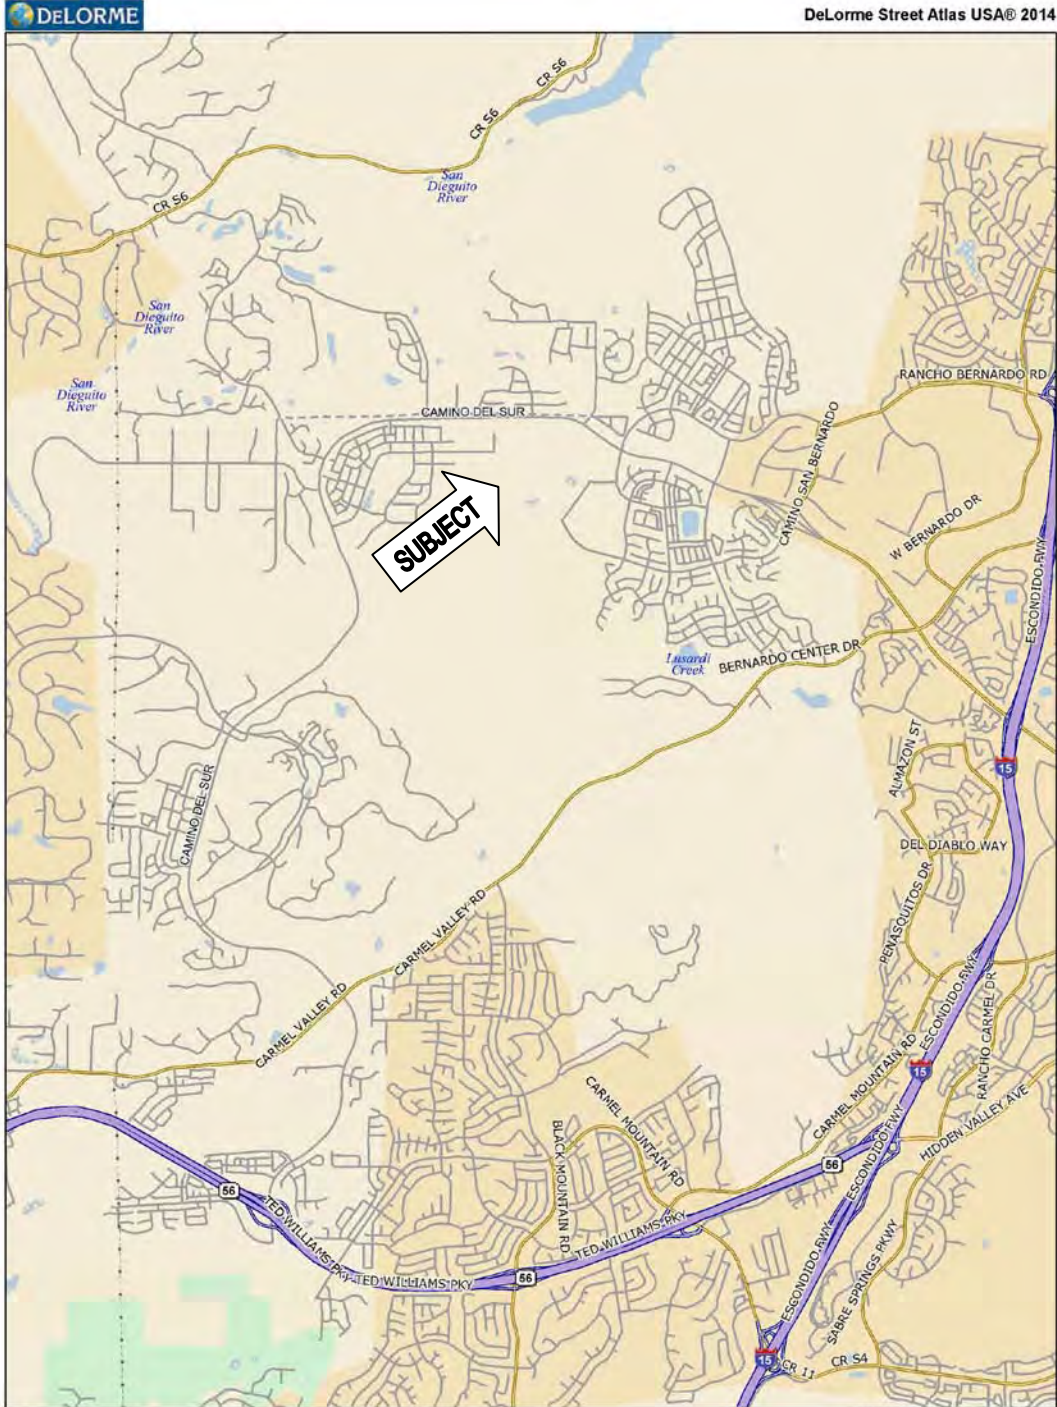 DELORME
DeLorme Street Atlas USA® 2014
CR S6
CR S6
San
Dieguito
River
CR S6
San
Dieguito
River
San
Dieguito
River
RANCHO BERNARDO RD
CAMINO DEL SUR
CAMINO SAN BERNARDO
SUBJECT
W BERNARDO DR
ESCONDIDO FWY
Lusardi
Creek
BERNARDO CENTER DR
ALMAZON ST
15
CAMINO DEL SUR
DEL DIABLO WAY
PENASQUITOS DR
CARMEL VALLEY RD
ESCONDIDO FWY
CARMEL VALLEY RD
RANCHO CARMEL DR
15
CARMEL MOUNTAIN RD
CARMEL MOUNTAIN RD
HIDDEN VALLEY AVE
BLACK MOUNTAIN RD
ESCONDIDO FWY
56
56
TED WILLIAMS PKY
TED WILLIAMS PKY
TED WILLIAMS PKY
56
ESCONDIDO FWY
SABRE SPRINGS PKWY
15
CR 11
CR S4